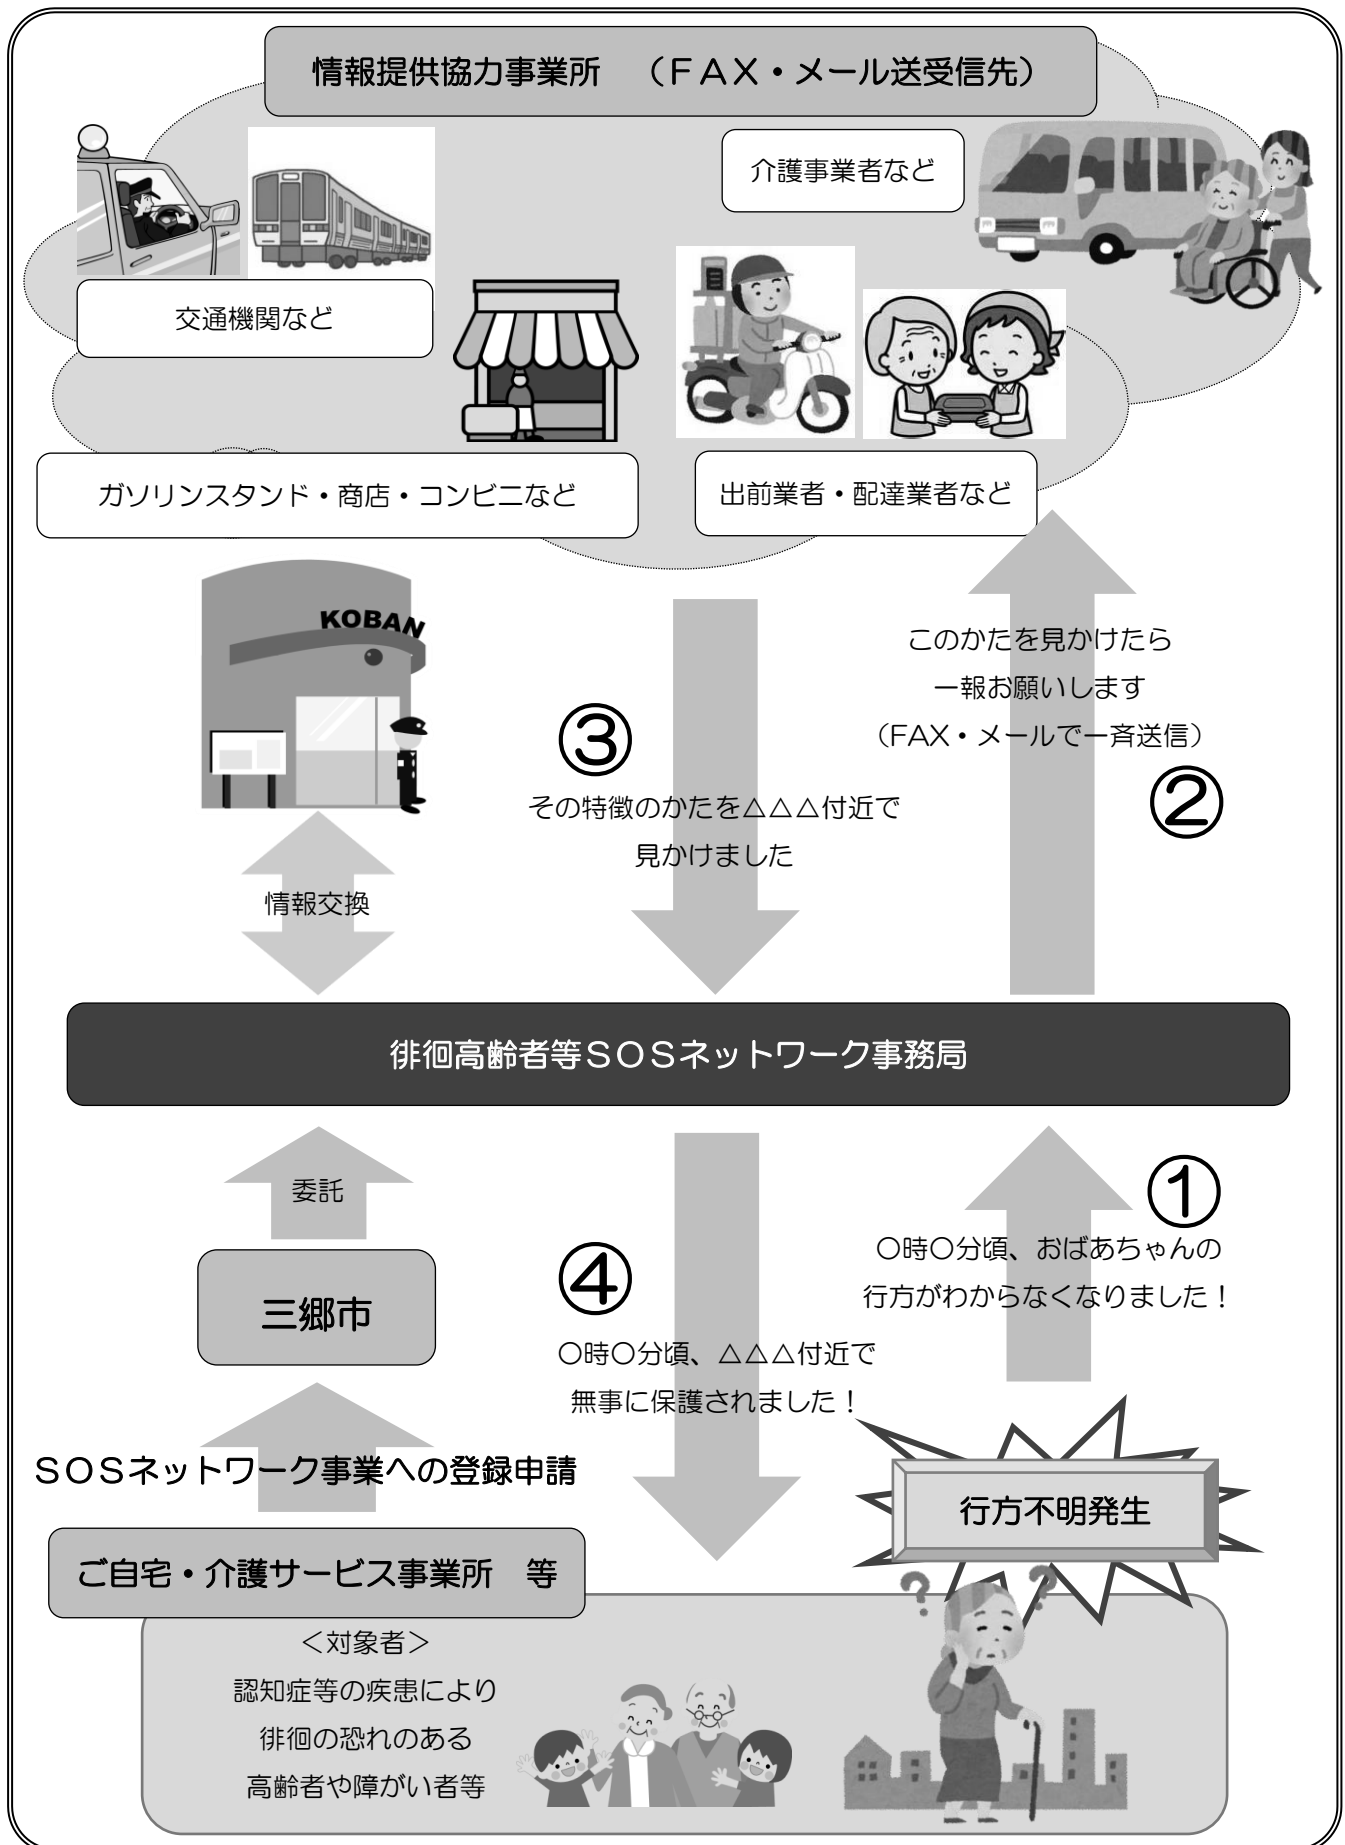 情報提供協力事業所　（ＦＡＸ・メール送受信先）
介護事業者など
交通機関など
ガソリンスタンド・商店・コンビニなど
出前業者・配達業者など
KOBAN
このかたを見かけたら
一報お願いします
（FAX・メールで一斉送信）
②
③
その特徴のかたを△△△付近で
見かけました
情報交換
徘徊高齢者等ＳＯＳネットワーク事務局
委託
①
〇時〇分頃、おばあちゃんの
行方がわからなくなりました！
三郷市
④
〇時〇分頃、△△△付近で
無事に保護されました！
ＳＯＳネットワーク事業への登録申請
行方不明発生
ご自宅・介護サービス事業所　等
＜対象者＞
認知症等の疾患により
徘徊の恐れのある
高齢者や障がい者等
？ ？